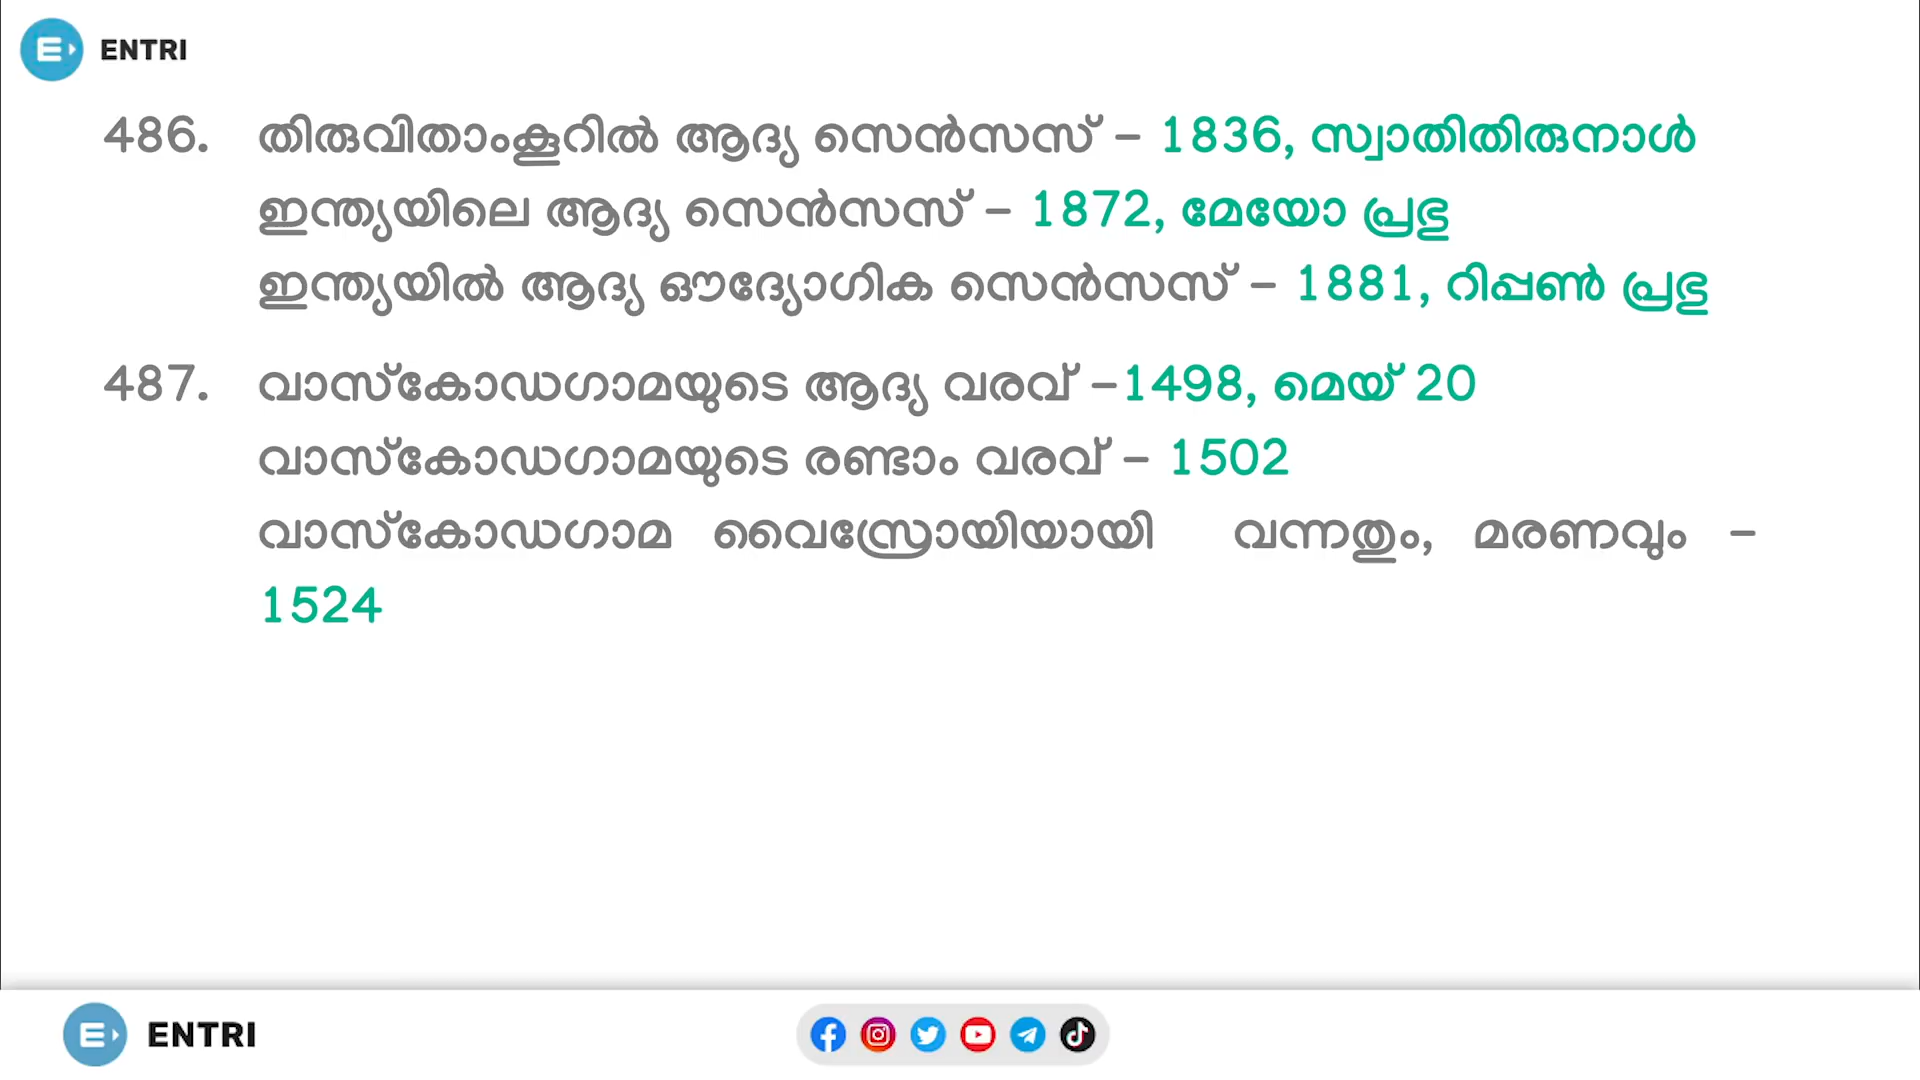 ENTRI
486. തിരുവിതാംകൂറിൽ ആദ്യ സെൻസസ് – 1836, സ്വാതിതിരുനാൾ
ഇന്ത്യയിലെ ആദ്യ സെൻസസ് – 1872, മേയോ പ്രഭു
ഇന്ത്യയിൽ ആദ്യ ഔദ്യോഗിക സെൻസസ് – 1881, റിപ്പൺ പ്രഭു
487. വാസ്കോഡഗാമയുടെ ആദ്യ വരവ് –1498, മെയ് 20
വാസ്കോഡഗാമയുടെ രണ്ടാം വരവ് – 1502
വാസ്കോഡഗാമ വൈസ്രോയിയായി വന്നതും, മരണവും –
1524
ENTRI